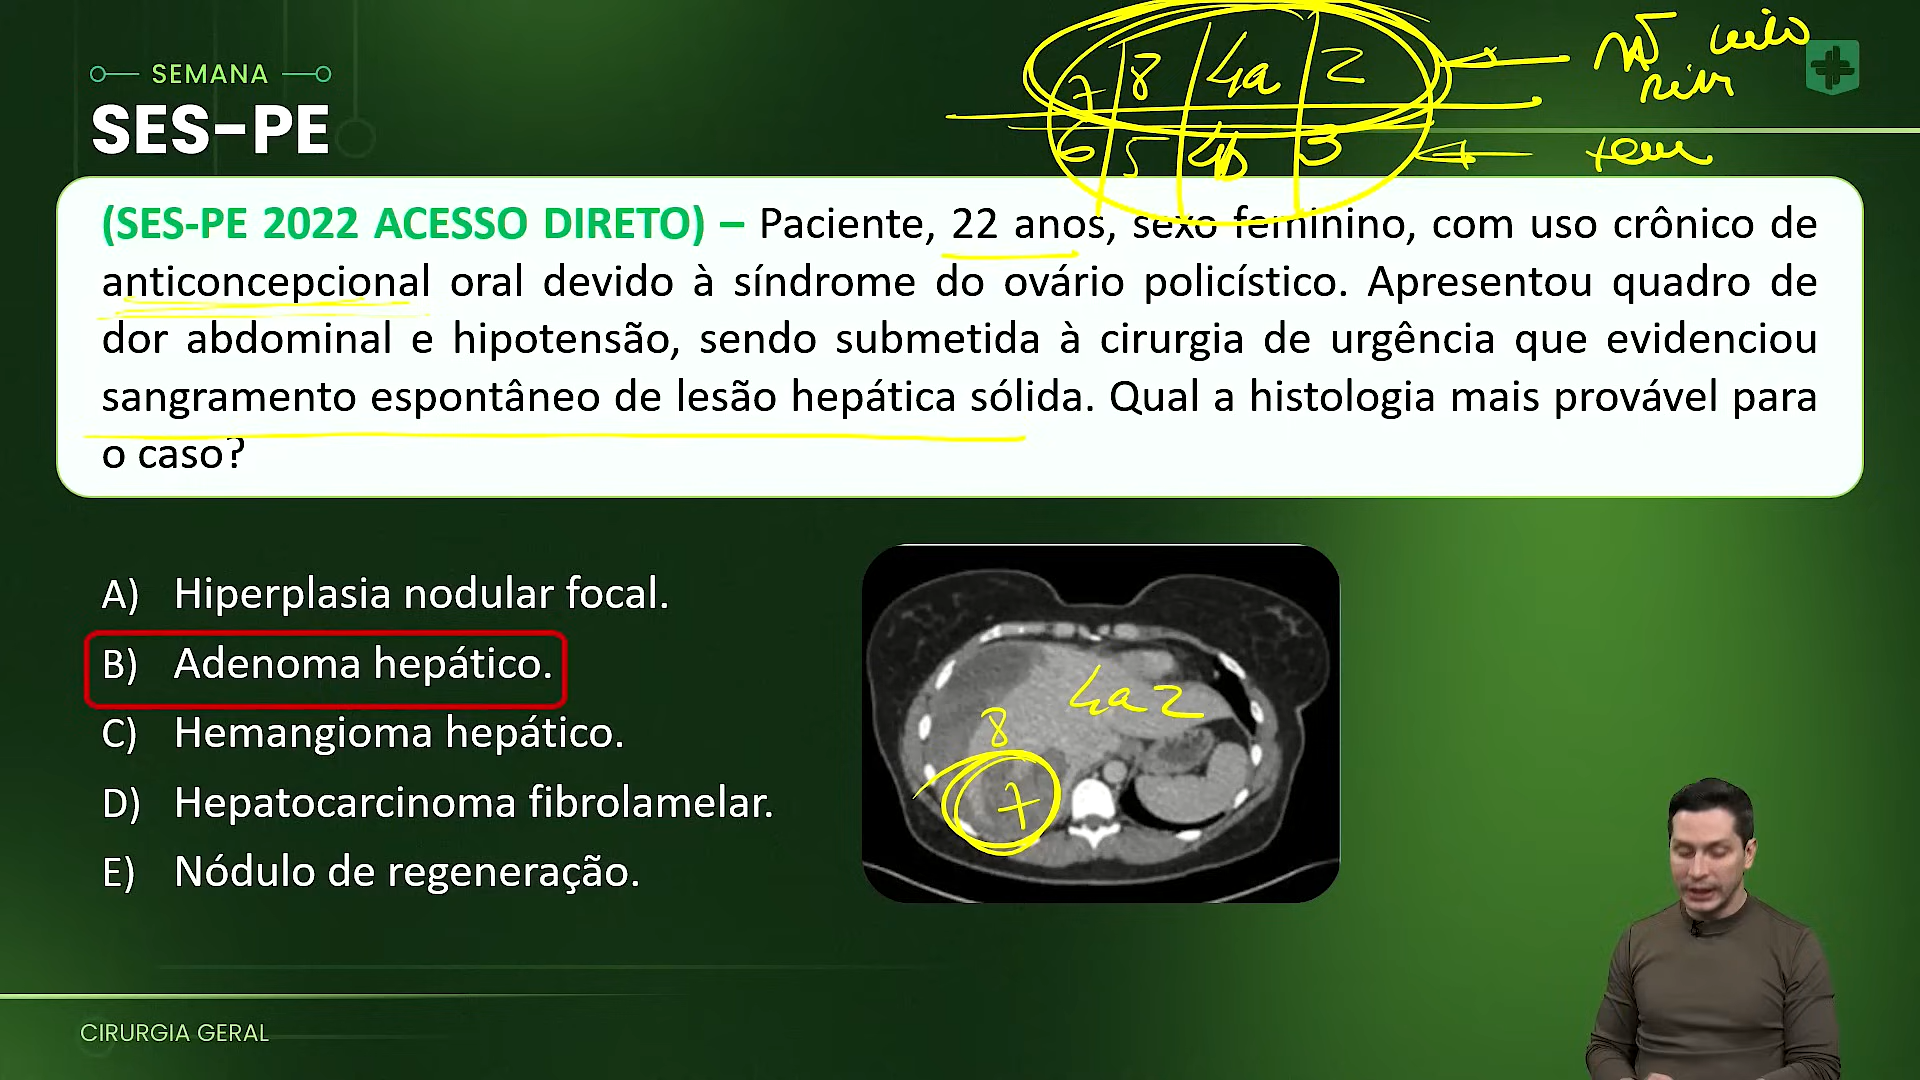 SEMANA
SES-PE
7 8 4a 2
6 5 4b 3
(SES-PE 2022 ACESSO DIRETO) – Paciente, 22 anos, sexo feminino, com uso crônico de
anticoncepcional oral devido à síndrome do ovário policístico. Apresentou quadro de
dor abdominal e hipotensão, sendo submetida à cirurgia de urgência que evidenciou
sangramento espontâneo de lesão hepática sólida. Qual a histologia mais provável para
o caso?
A) Hiperplasia nodular focal.
B) Adenoma hepático.
C) Hemangioma hepático.
D) Hepatocarcinoma fibrolamelar.
E) Nódulo de regeneração.
4a 2
8
7
CIRURGIA GERAL